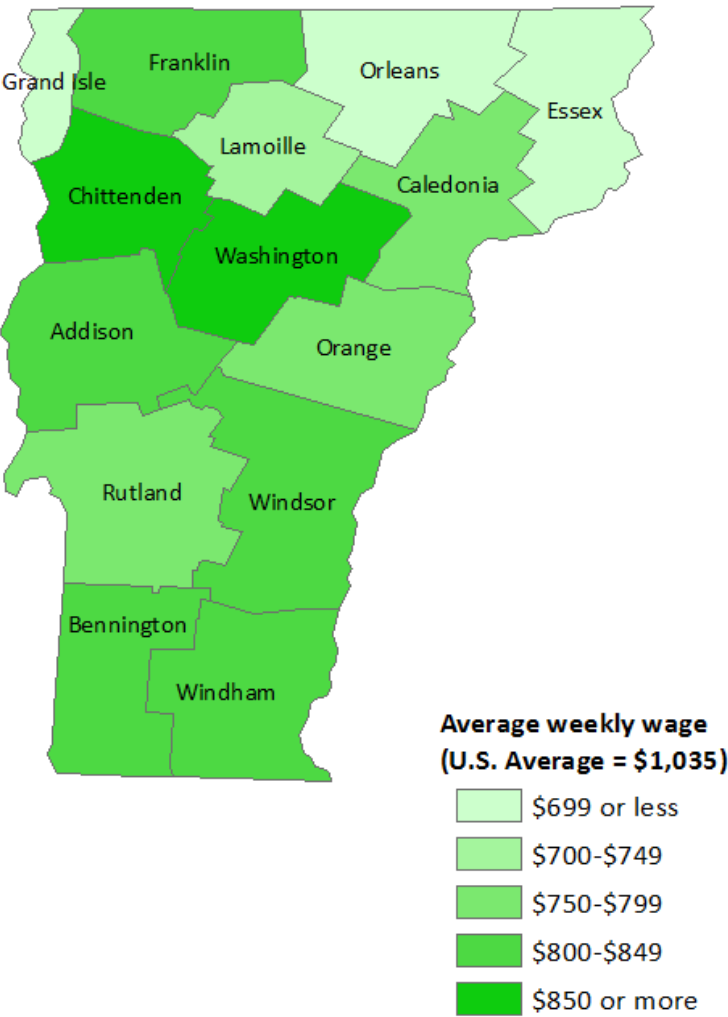 Franklin
Orleans
Grand Isle
Essex
Lamoille
Caledonia
Chittenden
Washington
Addison
Orange
Rutland
Windsor
Bennington
Windham
Average weekly wage
(U.S. Average = $1,035)
$699 or less
$700-$749
$750-$799
$800-$849
$850 or more